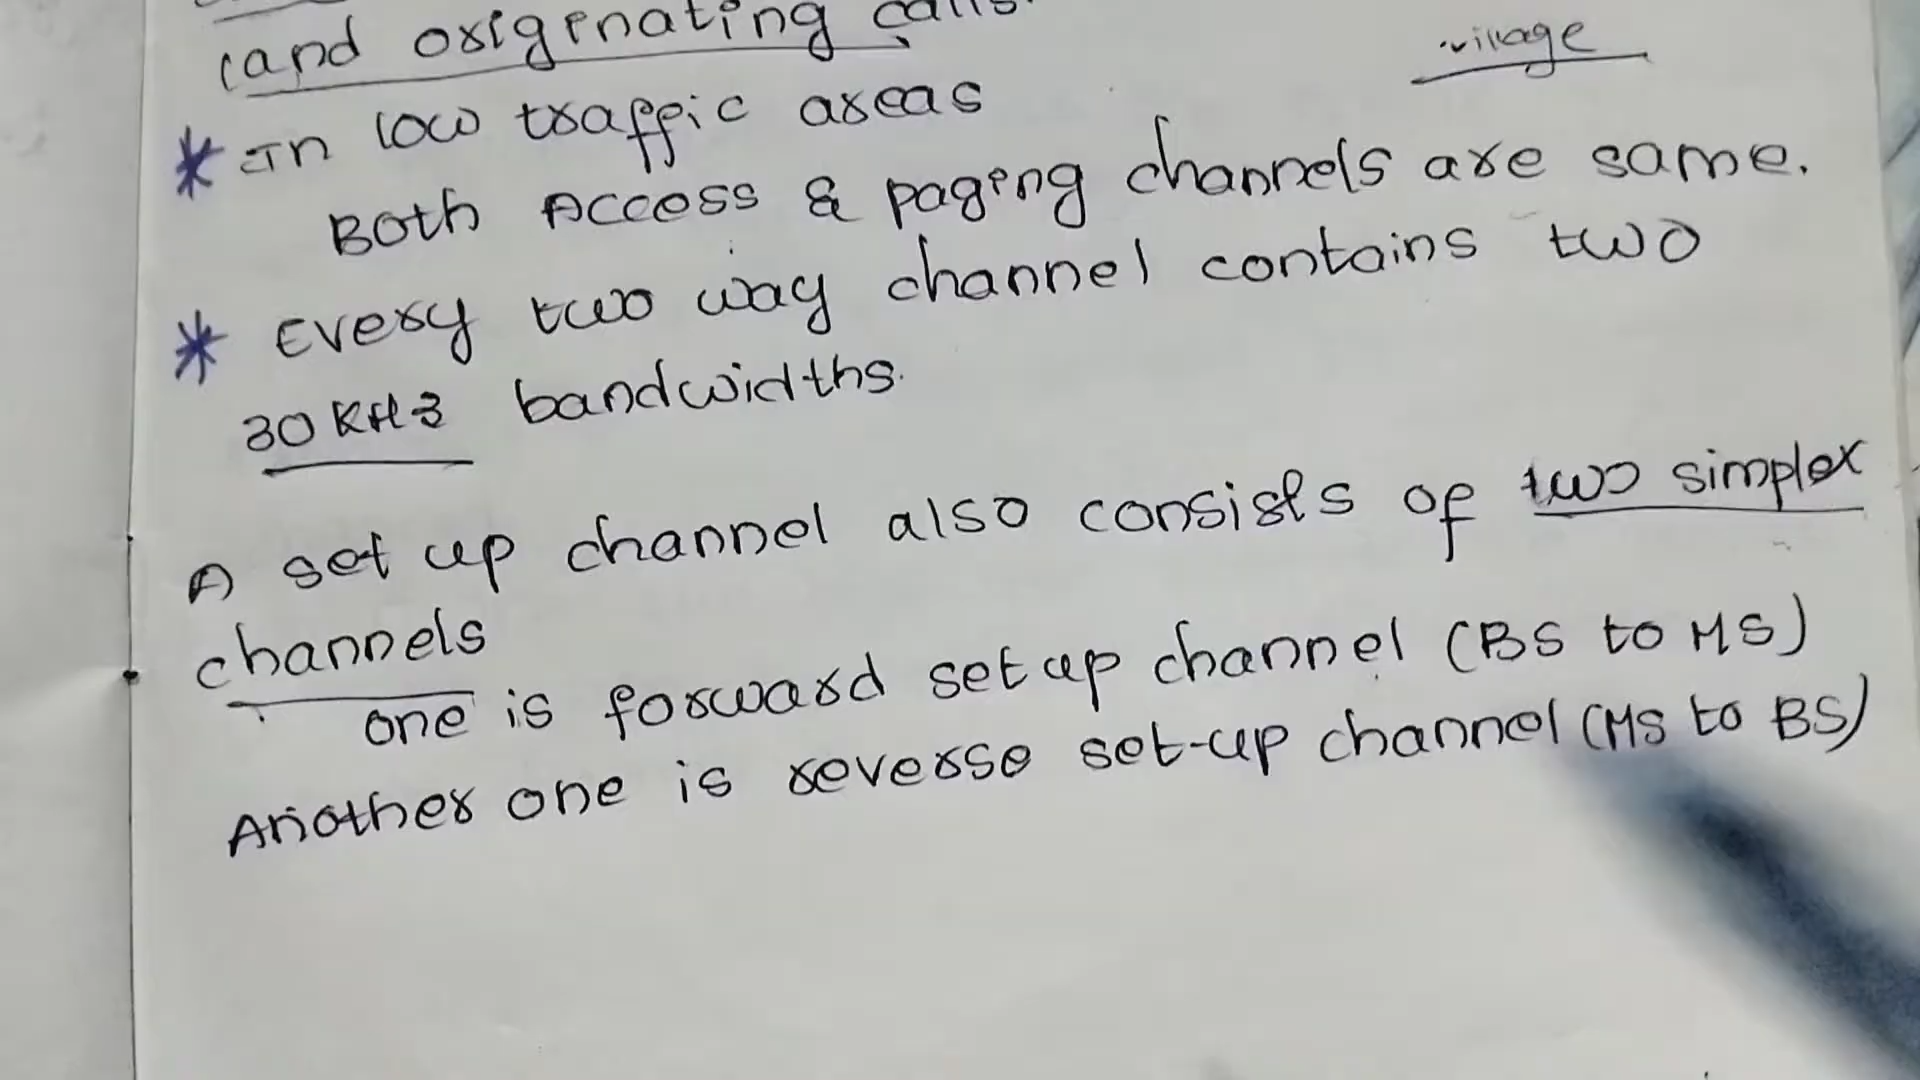 land originating calls.
village
* In low traffic areas
Both Access & paging channels are same.
* Every two way channel contains two
30 KHz bandwidths.
A set up channel also consists of two simplex
channels
one is forward set up channel (BS to MS)
Another one is reverse set-up channel (MS to BS)